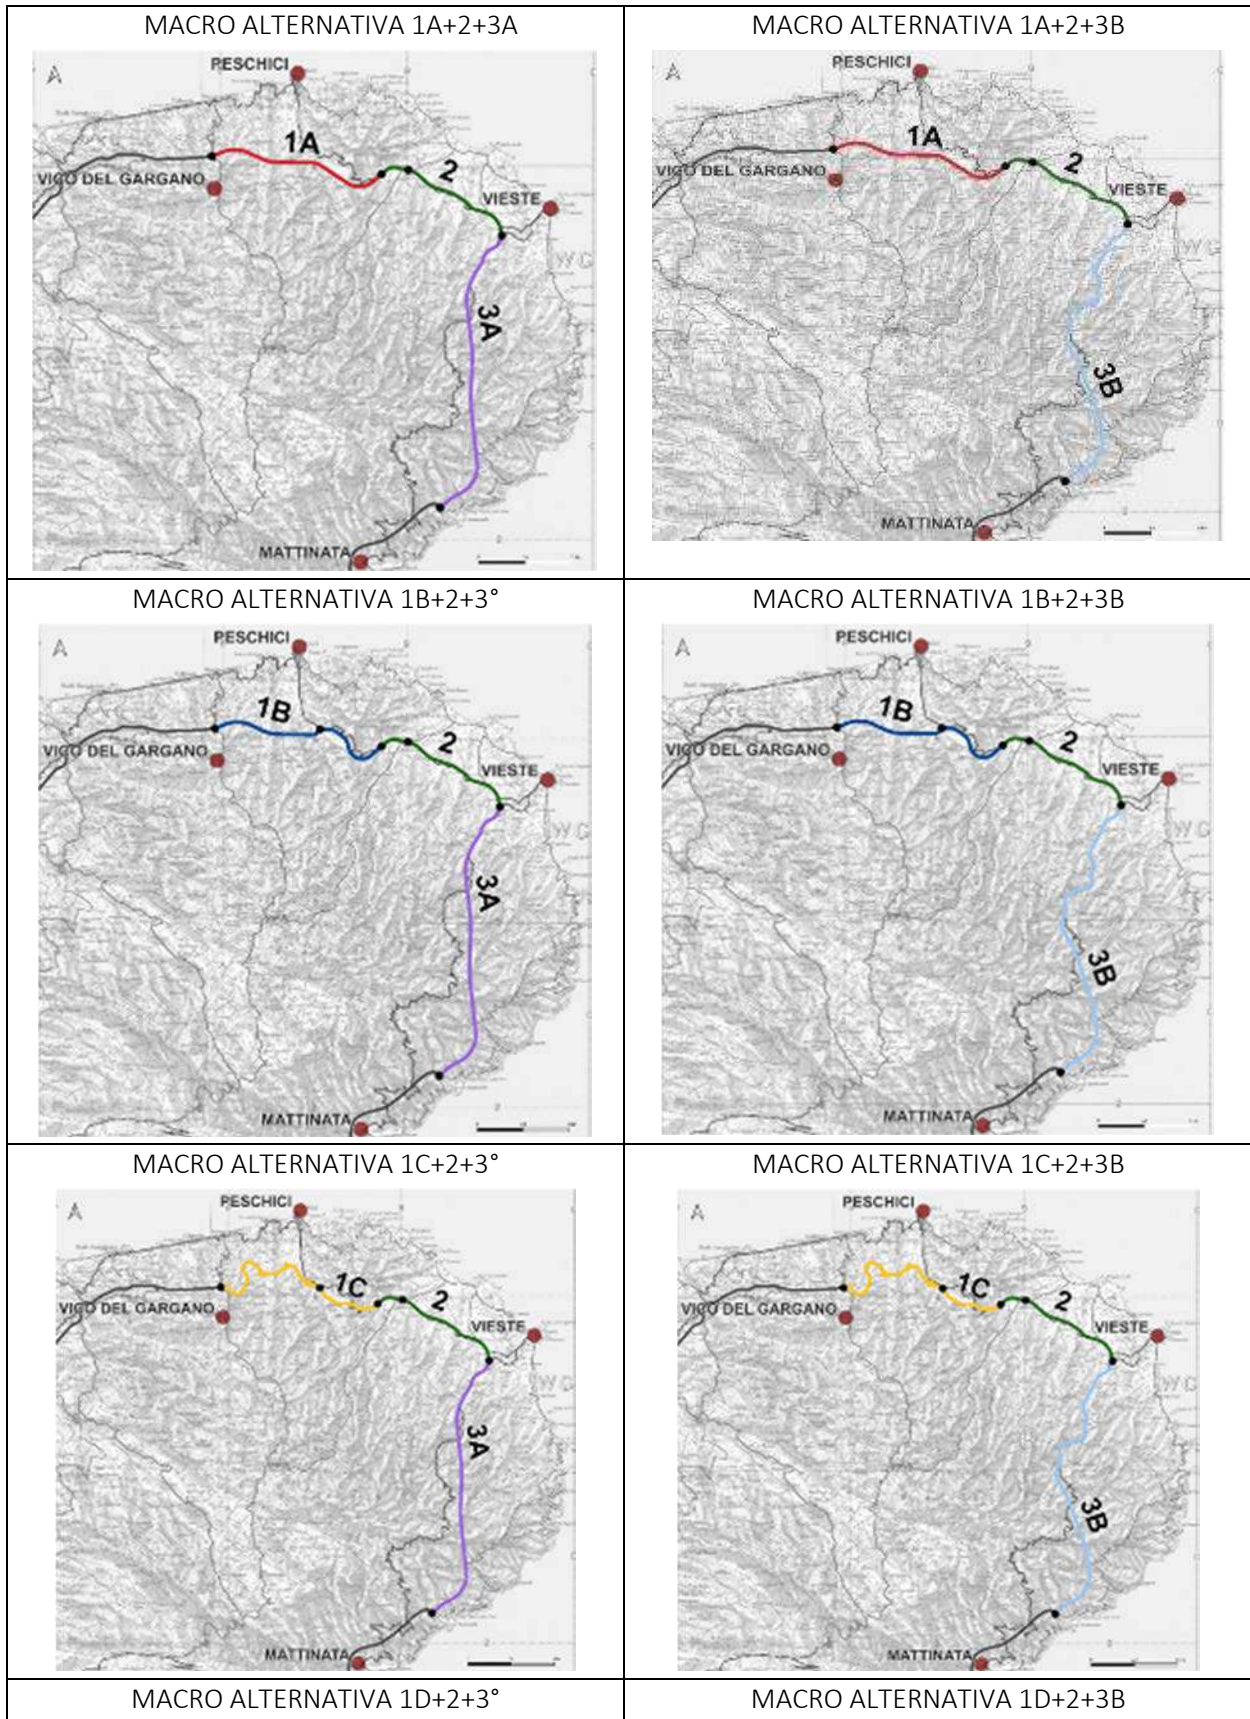 MACRO ALTERNATIVA 1A+2+3A
MACRO ALTERNATIVA 1A+2+3B
PESCHICI
1A
2
VICO DEL GARGANO
VIESTE
3A
MATTINATA
PESCHICI
1A
2
VICO DEL GARGANO
VIESTE
3B
MATTINATA
MACRO ALTERNATIVA 1B+2+3°
MACRO ALTERNATIVA 1B+2+3B
PESCHICI
1B
2
VICO DEL GARGANO
VIESTE
3A
MATTINATA
PESCHICI
1B
2
VICO DEL GARGANO
VIESTE
3B
MATTINATA
MACRO ALTERNATIVA 1C+2+3°
MACRO ALTERNATIVA 1C+2+3B
PESCHICI
1C
2
VICO DEL GARGANO
VIESTE
3A
MATTINATA
PESCHICI
1C
2
VICO DEL GARGANO
VIESTE
3B
MATTINATA
MACRO ALTERNATIVA 1D+2+3°
MACRO ALTERNATIVA 1D+2+3B